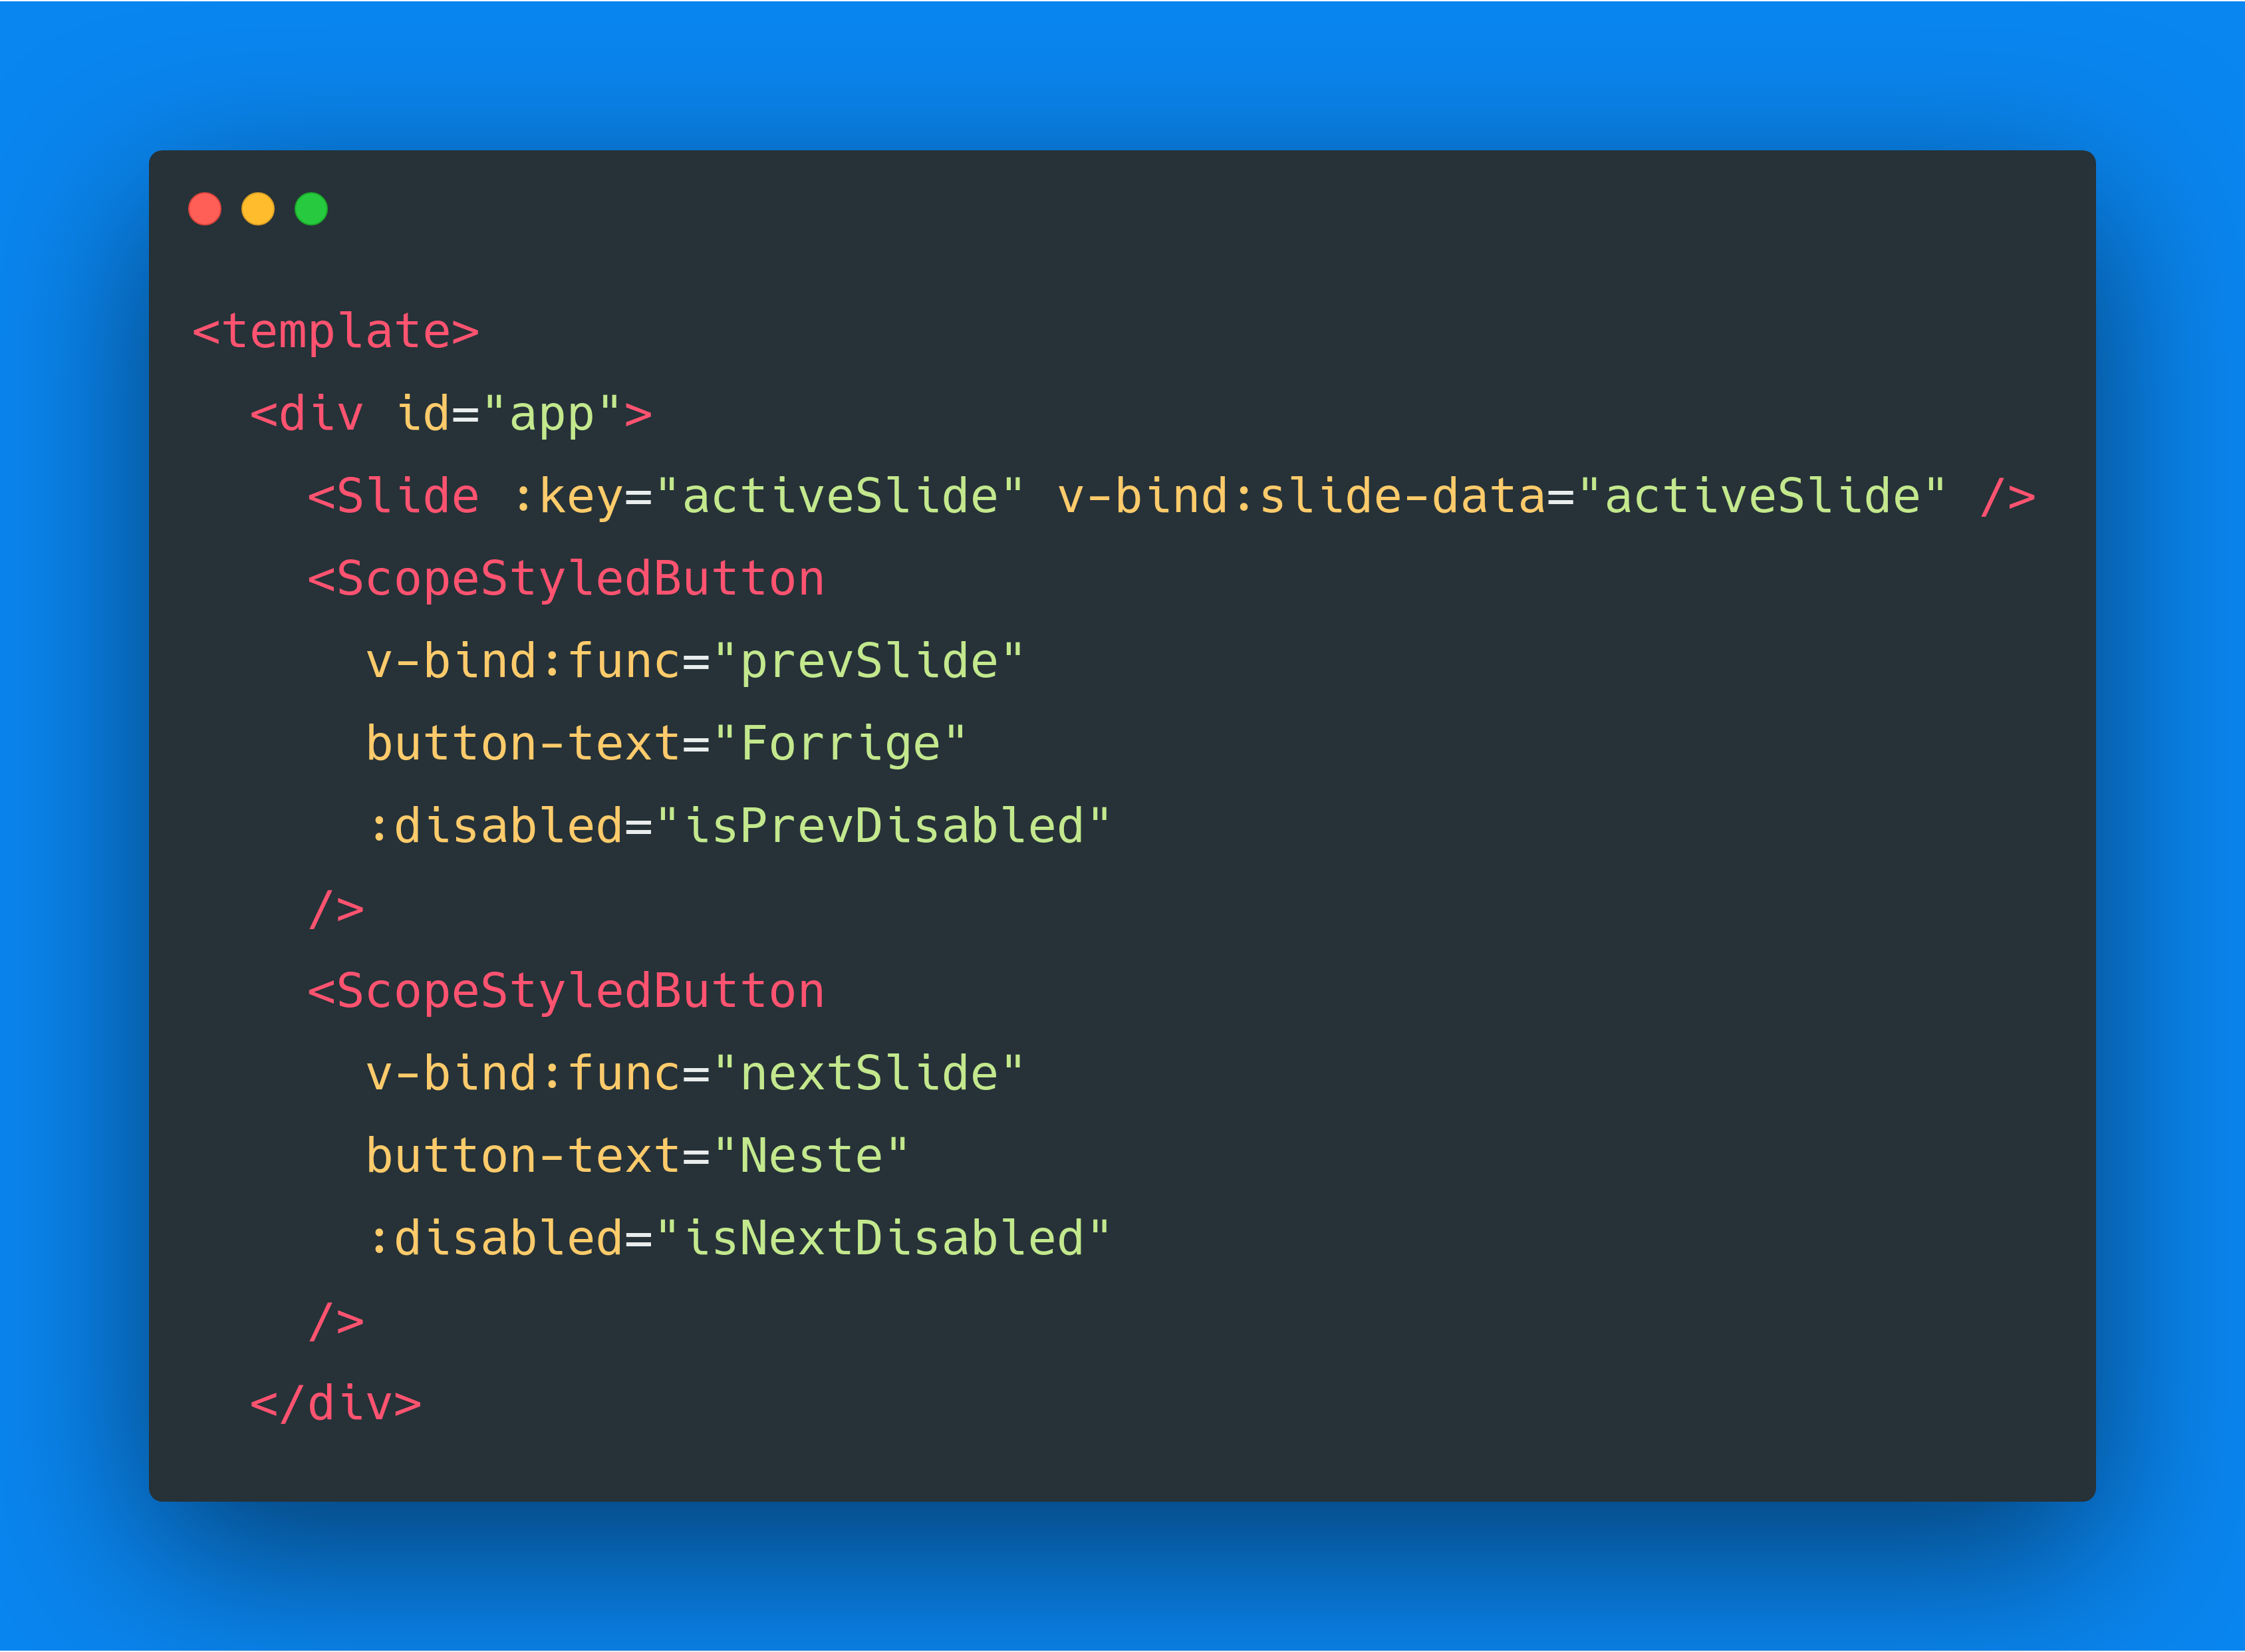 <template>
  <div id="app">
    <Slide :key="activeSlide" v-bind:slide-data="activeSlide" />
    <ScopeStyledButton
      v-bind:func="prevSlide"
      button-text="Forrige"
      :disabled="isPrevDisabled"
    />
    <ScopeStyledButton
      v-bind:func="nextSlide"
      button-text="Neste"
      :disabled="isNextDisabled"
    />
  </div>